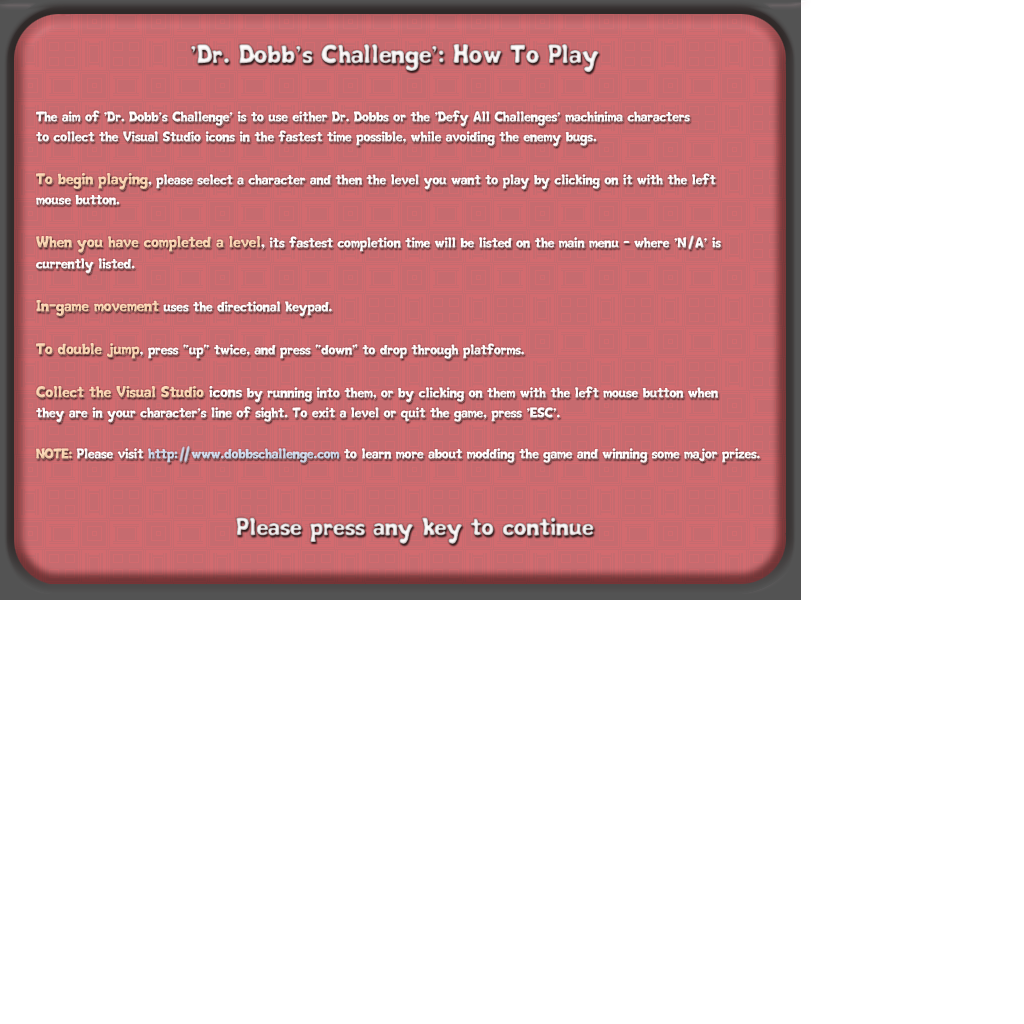 'Dr. Dobb's Challenge': How To Play
The aim of 'Dr. Dobb's Challenge' is to use either Dr. Dobbs or the 'Defy All Challenges' machinima characters
to collect the Visual Studio icons in the fastest time possible, while avoiding the enemy bugs.
To begin playing, please select a character and then the level you want to play by clicking on it with the left
mouse button.
When you have completed a level, its fastest completion time will be listed on the main menu - where 'N/A' is
currently listed.
In-game movement uses the directional keypad.
To double jump, press "up" twice, and press "down" to drop through platforms.
Collect the Visual Studio icons by running into them, or by clicking on them with the left mouse button when
they are in your character's line of sight. To exit a level or quit the game, press 'ESC'.
NOTE: Please visit http://www.dobbschallenge.com to learn more about modding the game and winning some major prizes.
Please press any key to continue